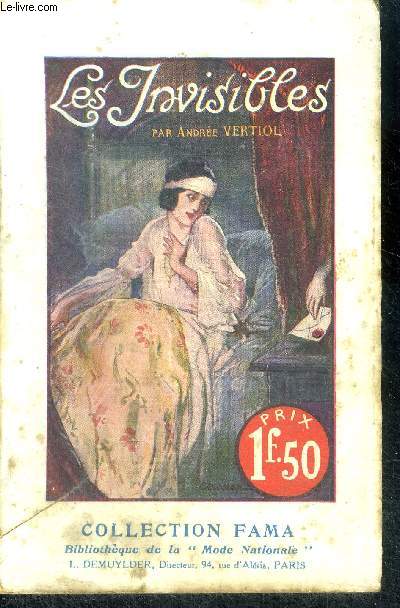 Le-livre.com
Les Invisibles
PAR ANDRÉE VERTIOL
PRIX
1f.50
COLLECTION FAMA
Bibliothèque de la "Mode Nationale"
L. DEMUYLDER, Directeur, 94, rue d'Alésia, PARIS